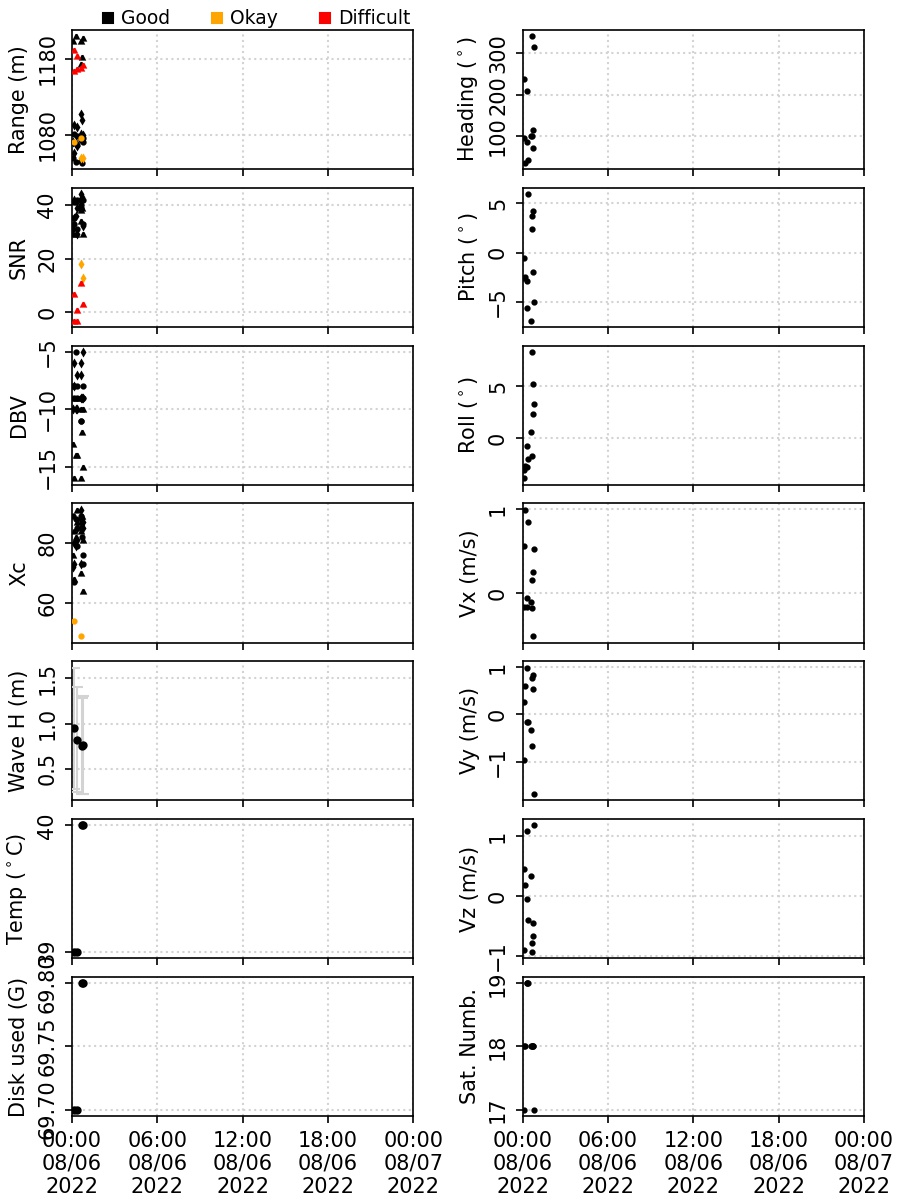 Good Okay Difficult
Range (m)
1180
1080
Heading (°)
300
200
100
SNR
40
20
0
Pitch (°)
5
0
−5
DBV
−5
−10
−15
Roll (°)
5
0
Xc
80
60
Vx (m/s)
1
0
Wave H (m)
1.5
1.0
0.5
Vy (m/s)
1
0
−1
Temp (°C)
40
39
Vz (m/s)
1
0
−1
Disk used (G)
69.80
69.75
69.70
Sat. Numb.
19
18
17
00:00 06:00 12:00 18:00 00:00
08/06 08/06 08/06 08/06 08/07
2022 2022 2022 2022 2022
00:00 06:00 12:00 18:00 00:00
08/06 08/06 08/06 08/06 08/07
2022 2022 2022 2022 2022